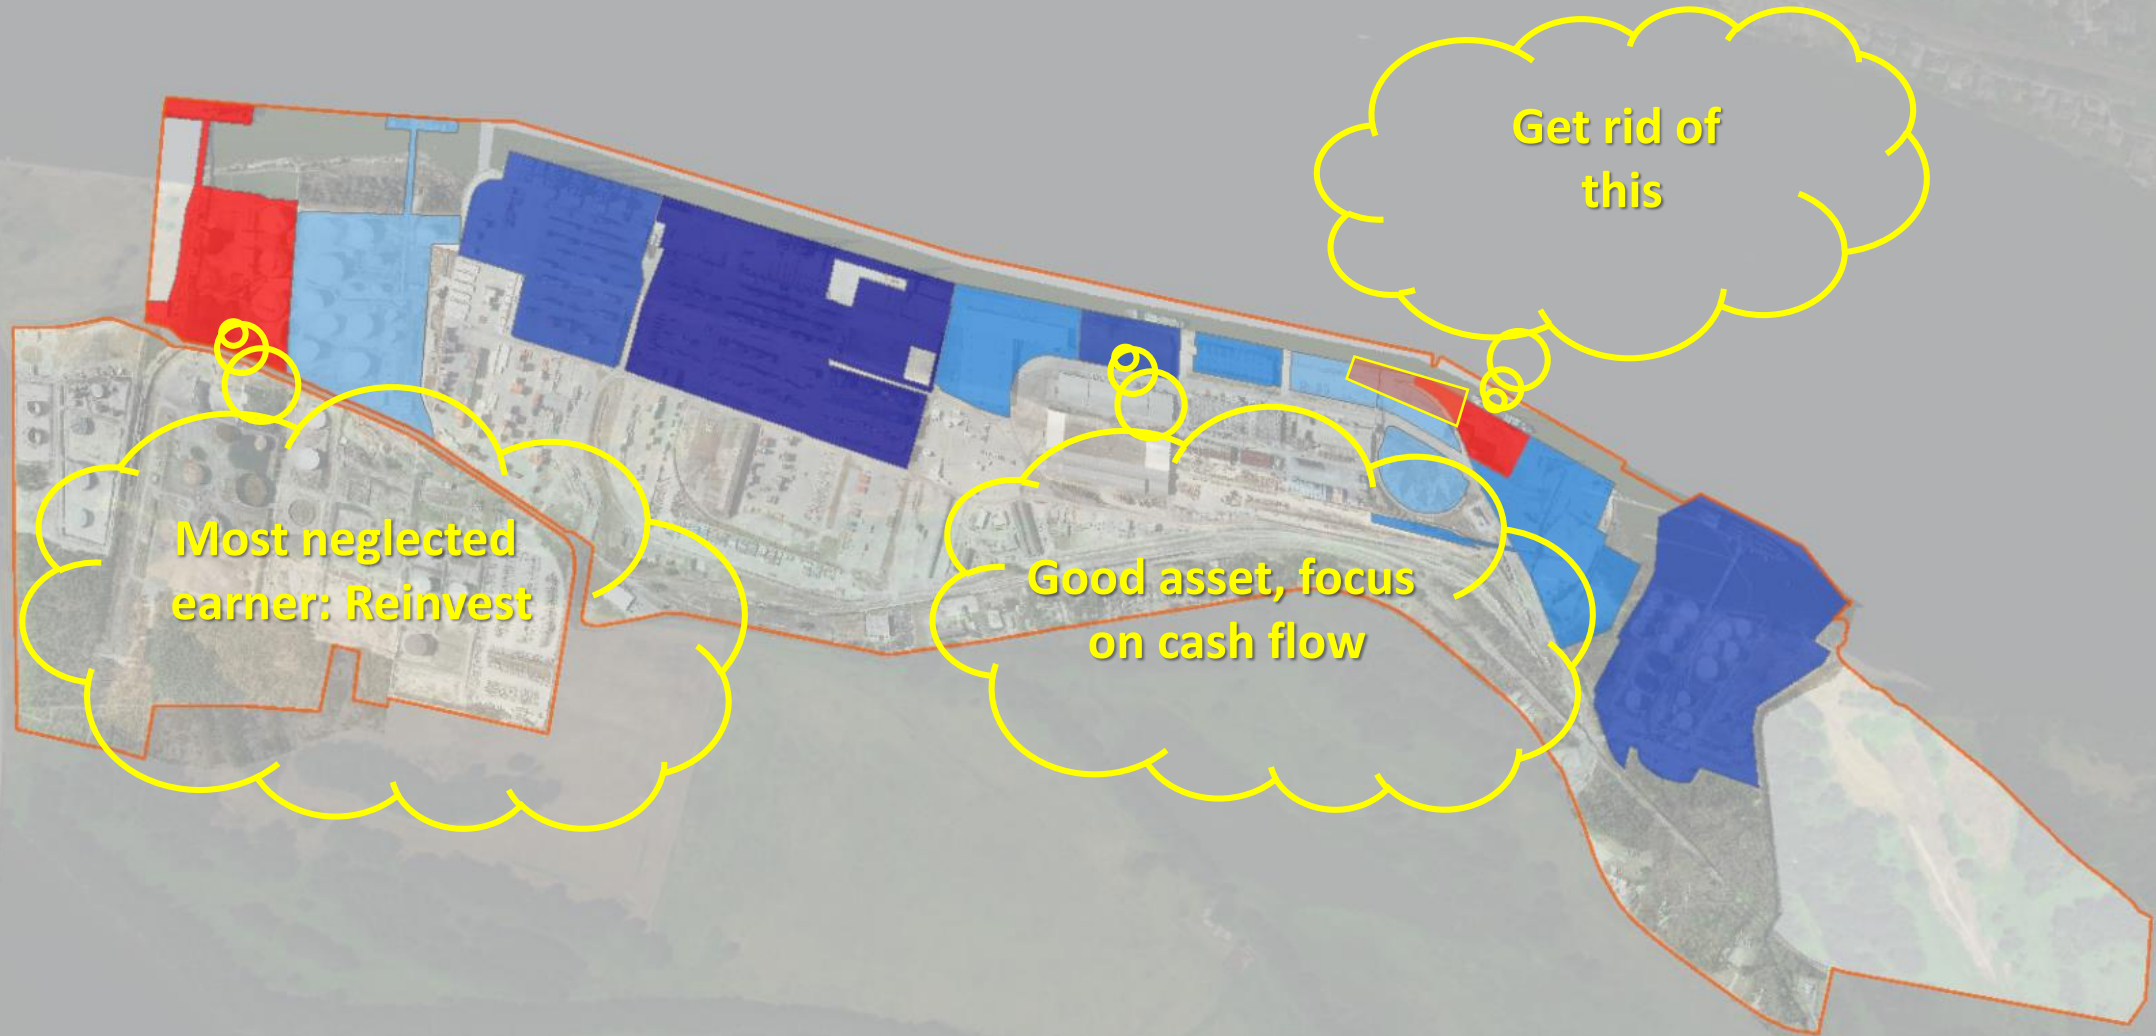 Get rid of
this
Most neglected
earner: Reinvest
Good asset, focus
on cash flow